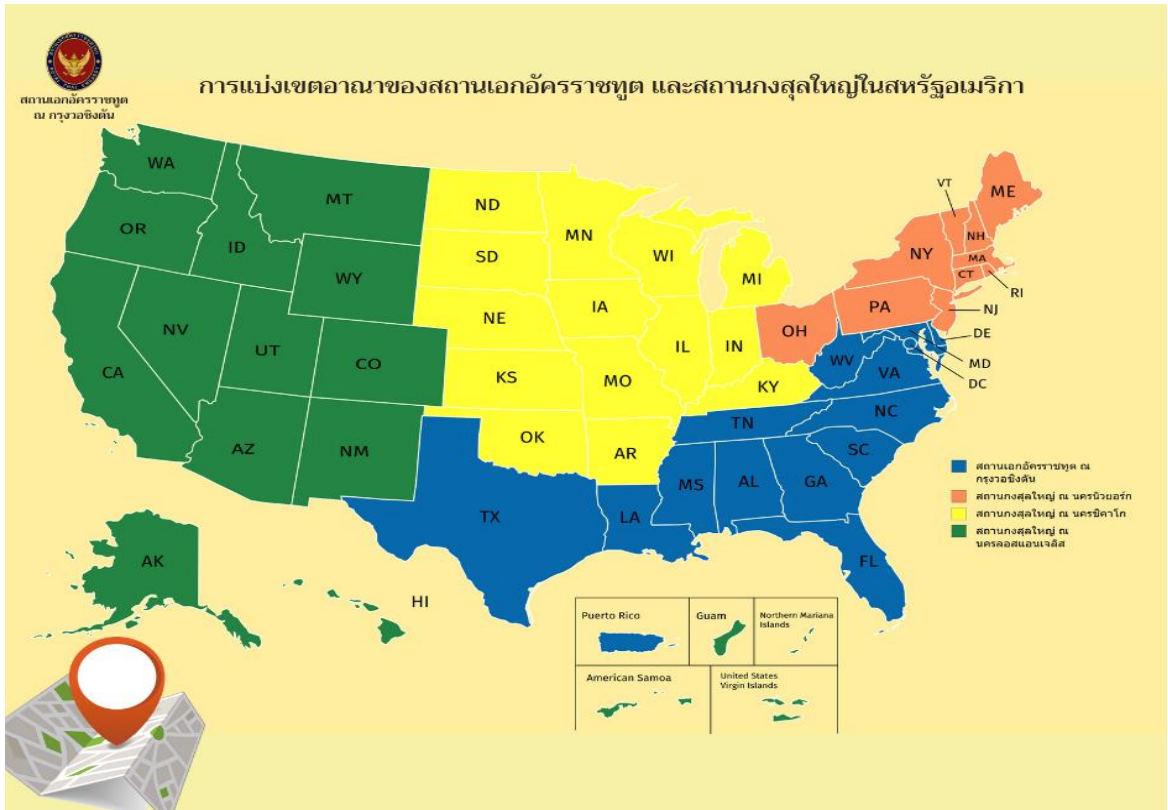 สถานเอกอัครราชทูต
ณ กรุงวอชิงตัน
การแบ่งเขตอาณาของสถานเอกอัครราชทูต และสถานกงสุลใหญ่ในสหรัฐอเมริกา
WA
MT
ND
MN
VT
ME
OR
ID
SD
WI
NH
NY
MA
WY
MI
CT
RI
NE
IA
PA
NJ
NV
OH
DE
UT
CO
IL
IN
WV
MD
CA
KS
MO
VA
DC
KY
NC
TN
AZ
NM
OK
AR
SC
MS
AL
GA
TX
LA
FL
AK
HI
สถานเอกอัครราชทูต ณ
กรุงวอชิงตัน
สถานกงสุลใหญ่ ณ นครนิวยอร์ก
สถานกงสุลใหญ่ ณ นครชิคาโก
สถานกงสุลใหญ่ ณ
นครลอสแอนเจลิส
Puerto Rico
Guam
Northern Mariana
Islands
American Samoa
United States
Virgin Islands